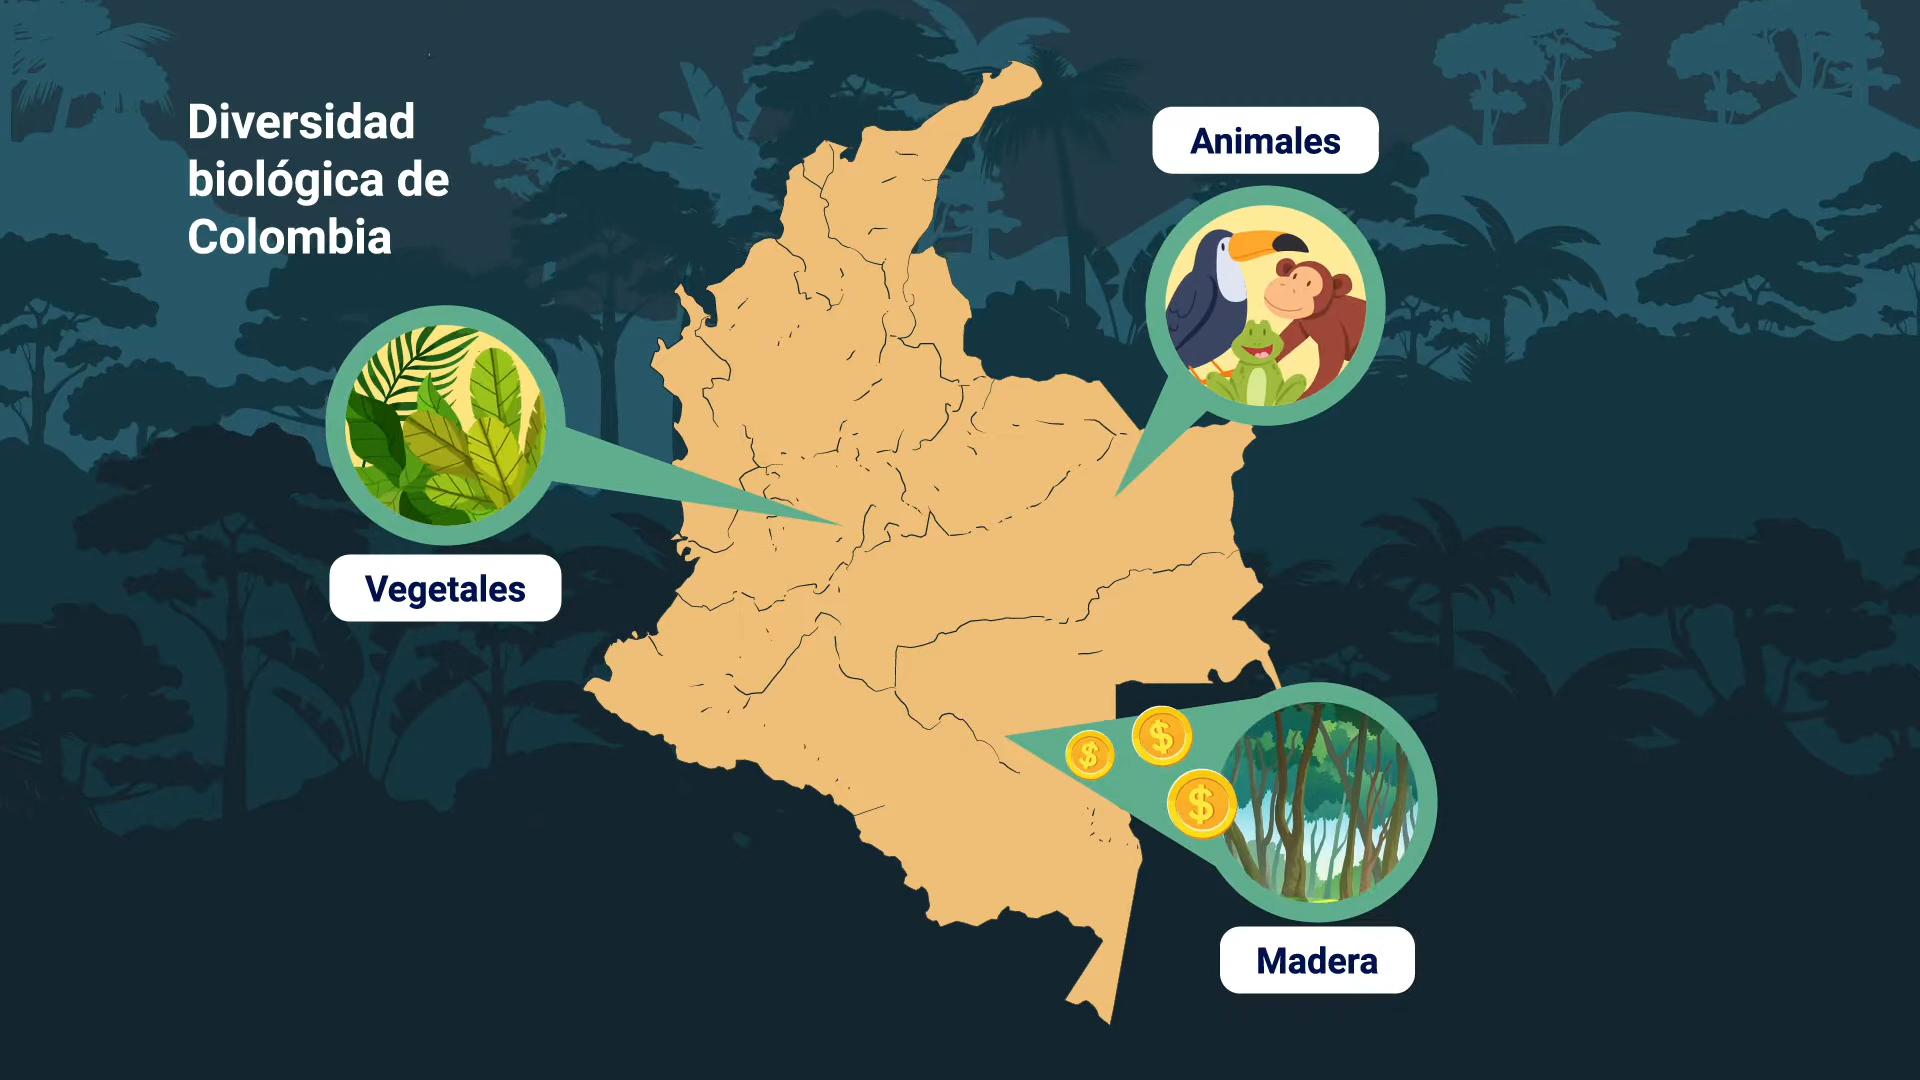 Diversidad
biológica de
Colombia
Animales
Vegetales
$
$
$
Madera